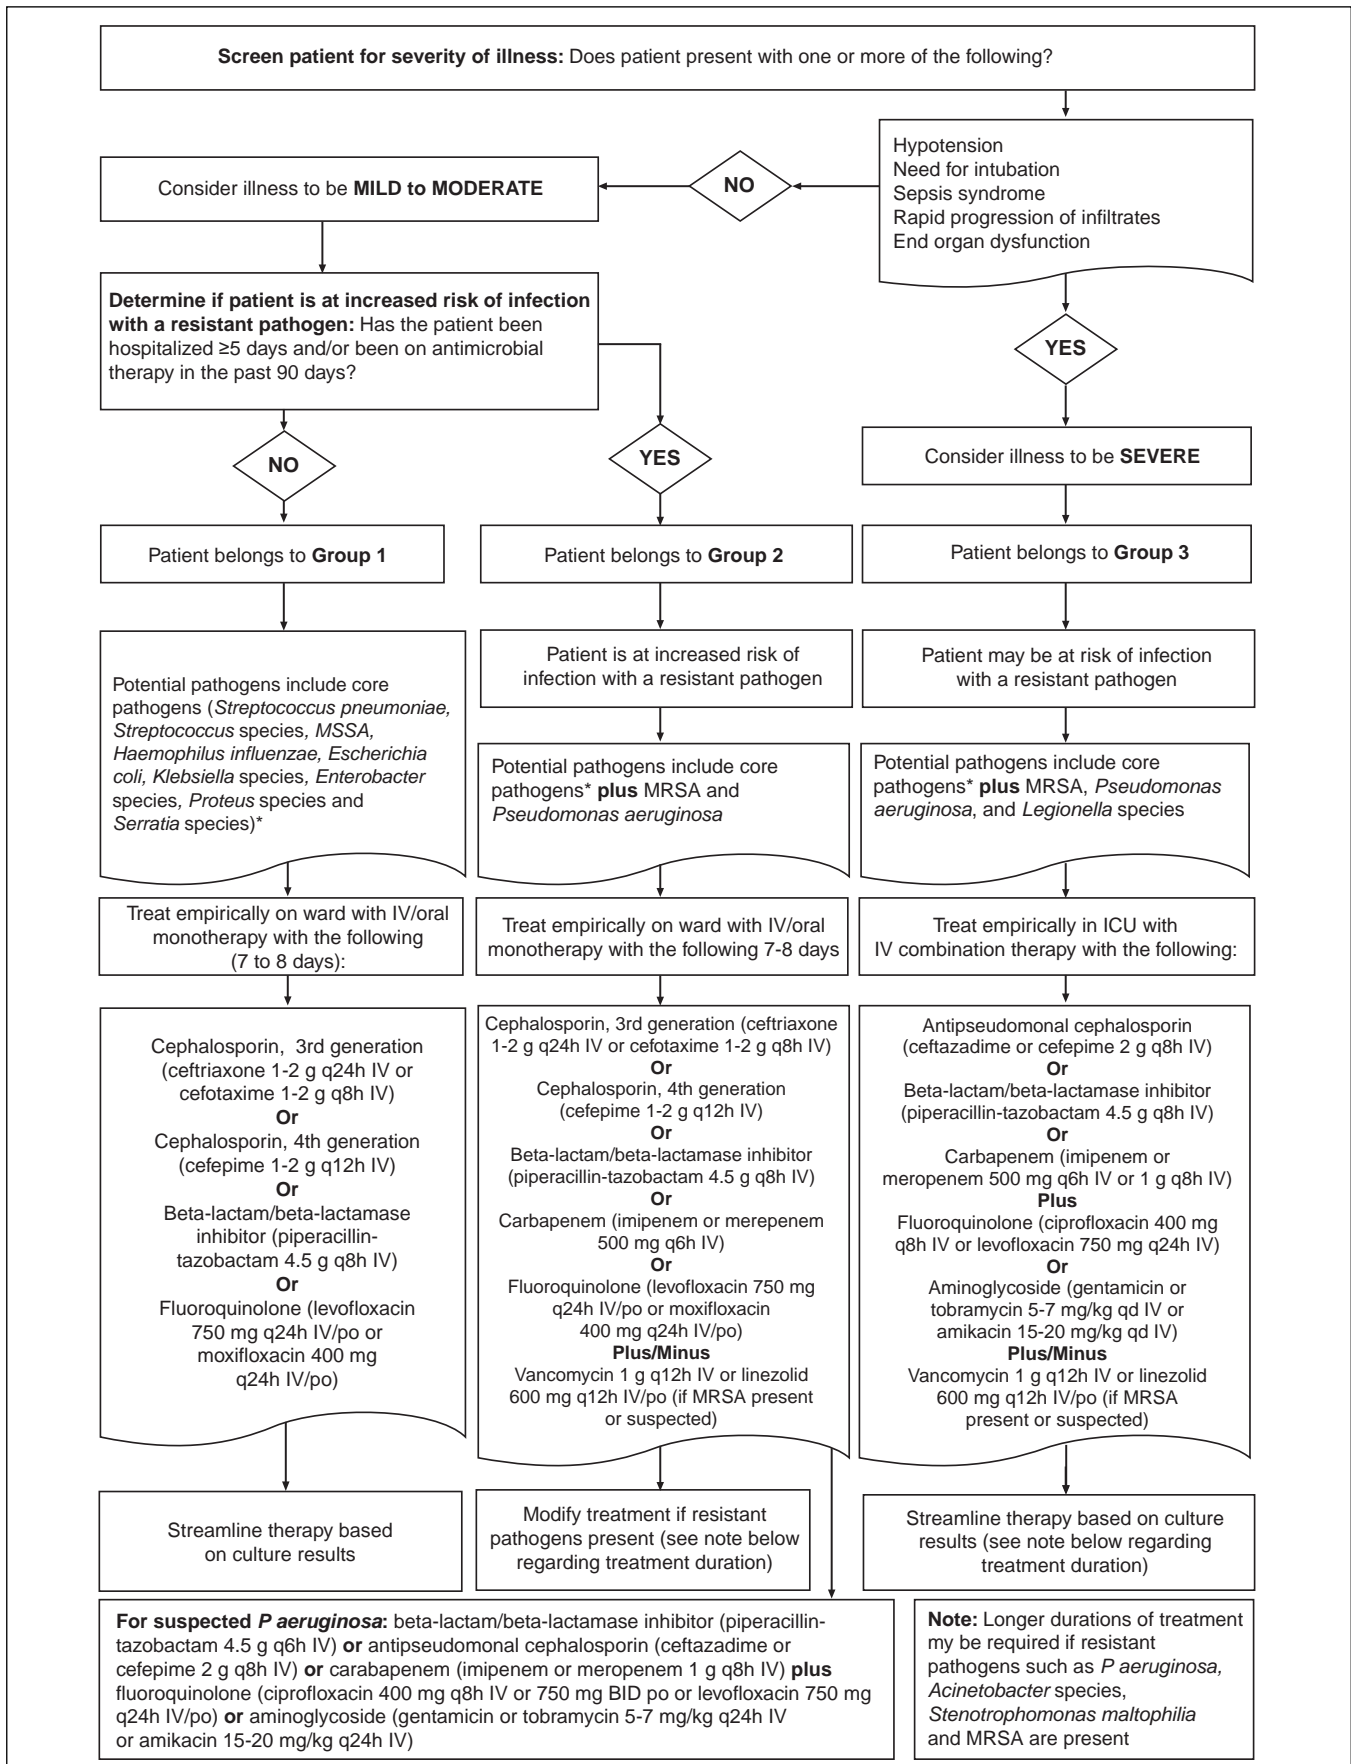 Screen patient for severity of illness: Does patient present with one or more of the following?
Hypotension
Need for intubation
Sepsis syndrome
Rapid progression of infiltrates
End organ dysfunction
NO
Consider illness to be MILD to MODERATE
Determine if patient is at increased risk of infection
with a resistant pathogen: Has the patient been
hospitalized ≥5 days and/or been on antimicrobial
therapy in the past 90 days?
YES
NO
YES
Consider illness to be SEVERE
Patient belongs to Group 1
Patient belongs to Group 2
Patient belongs to Group 3
Patient is at increased risk of
infection with a resistant pathogen
Patient may be at risk of infection
with a resistant pathogen
Potential pathogens include core
pathogens (Streptococcus pneumoniae,
Streptococcus species, MSSA,
Haemophilus influenzae, Escherichia
coli, Klebsiella species, Enterobacter
species, Proteus species and
Serratia species)*
Potential pathogens include core
pathogens* plus MRSA and
Pseudomonas aeruginosa
Potential pathogens include core
pathogens* plus MRSA, Pseudomonas
aeruginosa, and Legionella species
Treat empirically on ward with IV/oral
monotherapy with the following
(7 to 8 days):
Treat empirically on ward with IV/oral
monotherapy with the following 7-8 days
Treat empirically in ICU with
IV combination therapy with the following:
Cephalosporin, 3rd generation
(ceftriaxone 1-2 g q24h IV or
cefotaxime 1-2 g q8h IV)
Or
Cephalosporin, 4th generation
(cefepime 1-2 g q12h IV)
Or
Beta-lactam/beta-lactamase
inhibitor (piperacillin-
tazobactam 4.5 g q8h IV)
Or
Fluoroquinolone (levofloxacin
750 mg q24h IV/po or
moxifloxacin 400 mg
q24h IV/po)
Cephalosporin, 3rd generation (ceftriaxone
1-2 g q24h IV or cefotaxime 1-2 g q8h IV)
Or
Cephalosporin, 4th generation
(cefepime 1-2 g q12h IV)
Or
Beta-lactam/beta-lactamase inhibitor
(piperacillin-tazobactam 4.5 g q8h IV)
Or
Carbapenem (imipenem or merepenem
500 mg q6h IV)
Or
Fluoroquinolone (levofloxacin 750 mg
q24h IV/po or moxifloxacin
400 mg q24h IV/po)
Plus/Minus
Vancomycin 1 g q12h IV or linezolid
600 mg q12h IV/po (if MRSA present
or suspected)
Antipseudomonal cephalosporin
(ceftazadime or cefepime 2 g q8h IV)
Or
Beta-lactam/beta-lactamase inhibitor
(piperacillin-tazobactam 4.5 g q8h IV)
Or
Carbapenem (imipenem or
meropenem 500 mg q6h IV or 1 g q8h IV)
Plus
Fluoroquinolone (ciprofloxacin 400 mg
q8h IV or levofloxacin 750 mg q24h IV)
Or
Aminoglycoside (gentamicin or
tobramycin 5-7 mg/kg qd IV or
amikacin 15-20 mg/kg qd IV)
Plus/Minus
Vancomycin 1 g q12h IV or linezolid
600 mg q12h IV/po (if MRSA
present or suspected)
Streamline therapy based
on culture results
Modify treatment if resistant
pathogens present (see note below
regarding treatment duration)
Streamline therapy based on culture
results (see note below regarding
treatment duration)
For suspected P aeruginosa: beta-lactam/beta-lactamase inhibitor (piperacillin-
tazobactam 4.5 g q6h IV) or antipseudomonal cephalosporin (ceftazadime or
cefepime 2 g q8h IV) or carabapenem (imipenem or meropenem 1 g q8h IV) plus
fluoroquinolone (ciprofloxacin 400 mg q8h IV or 750 mg BID po or levofloxacin 750 mg
q24h IV/po) or aminoglycoside (gentamicin or tobramycin 5-7 mg/kg q24h IV
or amikacin 15-20 mg/kg q24h IV)
Note: Longer durations of treatment
my be required if resistant
pathogens such as P aeruginosa,
Acinetobacter species,
Stenotrophomonas maltophilia
and MRSA are present